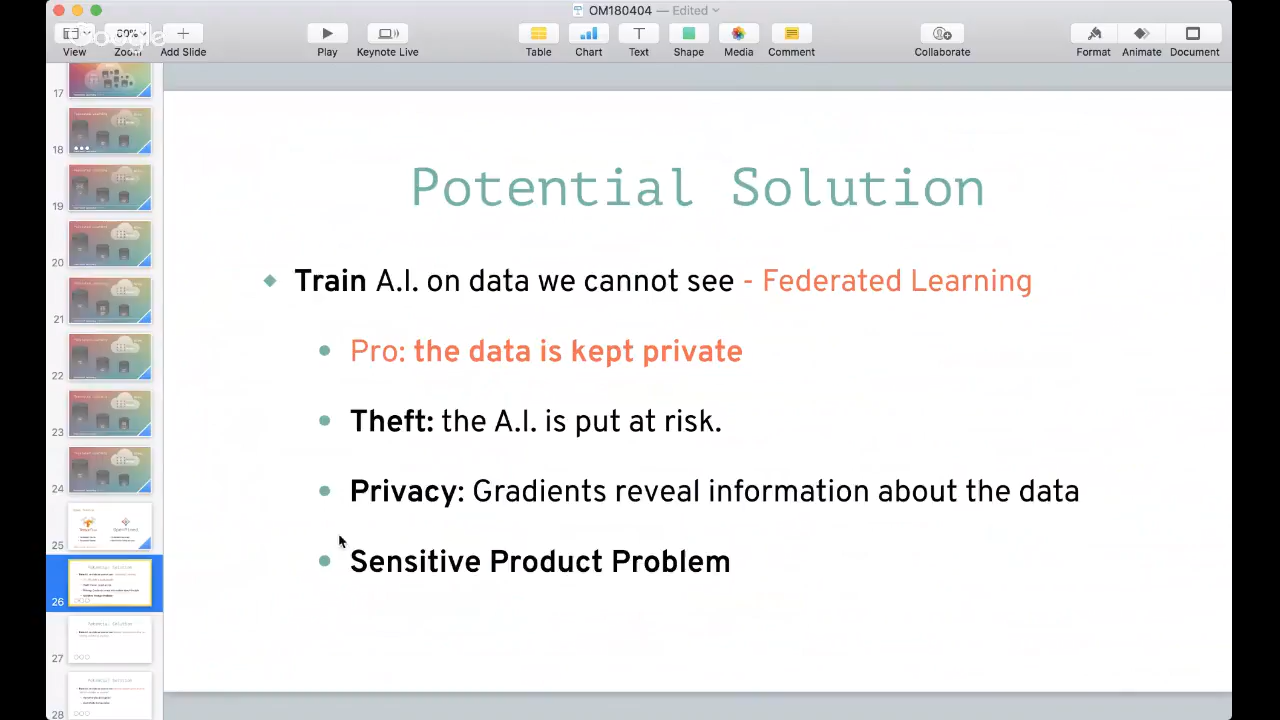 OM180404 — Edited
Google
60%
View Zoom Add Slide Play Keynote Live Table Chart Text Shape Media Comment Collaborate Format Animate Document
17
18
19
20
21
22
23
24
25
26
27
28
Potential Solution
Train A.I. on data we cannot see - Federated Learning
Pro: the data is kept private
Theft: the A.I. is put at risk.
Privacy: Gradients reveal information about the data
Sensitive Product Problem